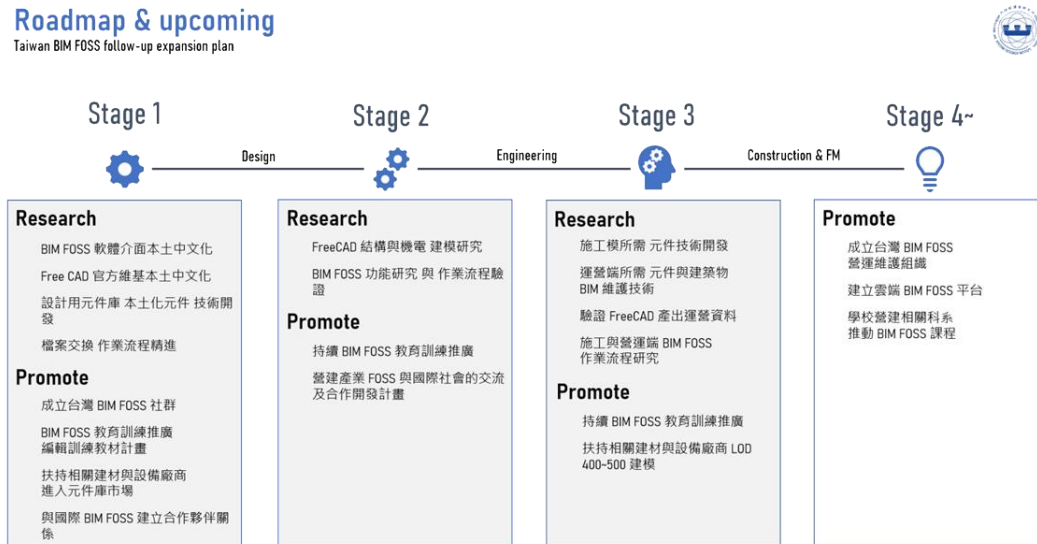 Roadmap & upcoming
Taiwan BIM FOSS follow-up expansion plan
Stage 1
Stage 2
Stage 3
Stage 4~
Design
Engineering
Construction & FM
Research
BIM FOSS 軟體介面本土中文化
Free CAD 官方維基本土中文化
設計用元件庫 本土化元件 技術開
發
檔案交換 作業流程精進
Promote
成立台灣 BIM FOSS 社群
BIM FOSS 教育訓練推廣
編輯訓練教材計畫
扶持相關建材與設備廠商
進入元件庫市場
與國際 BIM FOSS 建立合作夥伴關
係
Research
FreeCAD 結構與機電 建模研究
BIM FOSS 功能研究 與 作業流程驗
證
Promote
持續 BIM FOSS 教育訓練推廣
營建產業 FOSS 與國際社會的交流
及合作開發計畫
Research
施工模所需 元件技術開發
運營端所需 元件與建築物
BIM 維護技術
驗證 FreeCAD 產出運營資料
施工與營運端 BIM FOSS
作業流程研究
Promote
持續 BIM FOSS 教育訓練推廣
扶持相關建材與設備廠商 LOD
400~500 建模
Promote
成立台灣 BIM FOSS
營運維護組織
建立雲端 BIM FOSS 平台
學校營建相關科系
推動 BIM FOSS 課程